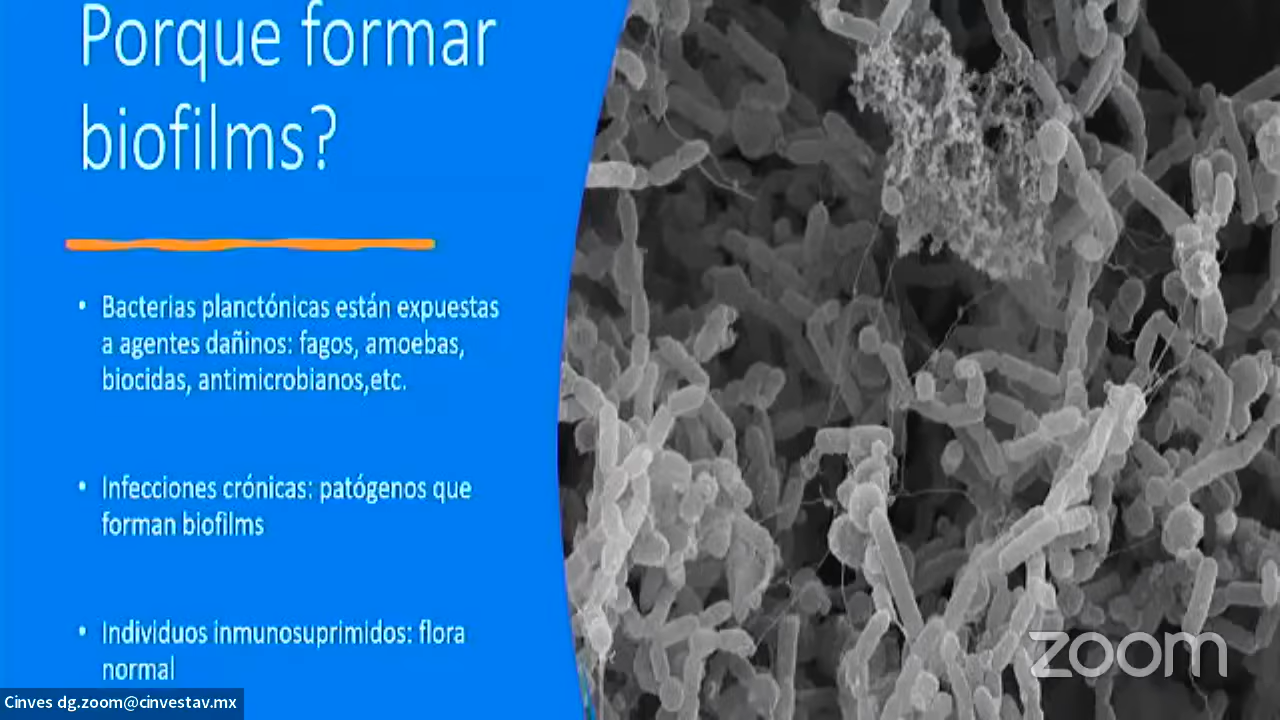 Porque formar
biofilms?
• Bacterias planctónicas están expuestas
a agentes dañinos: fagos, amoebas,
biocidas, antimicrobianos,etc.
• Infecciones crónicas: patógenos que
forman biofilms
• Individuos inmunosuprimidos: flora
normal
zoom
Cinves dg.zoom@cinvestav.mx